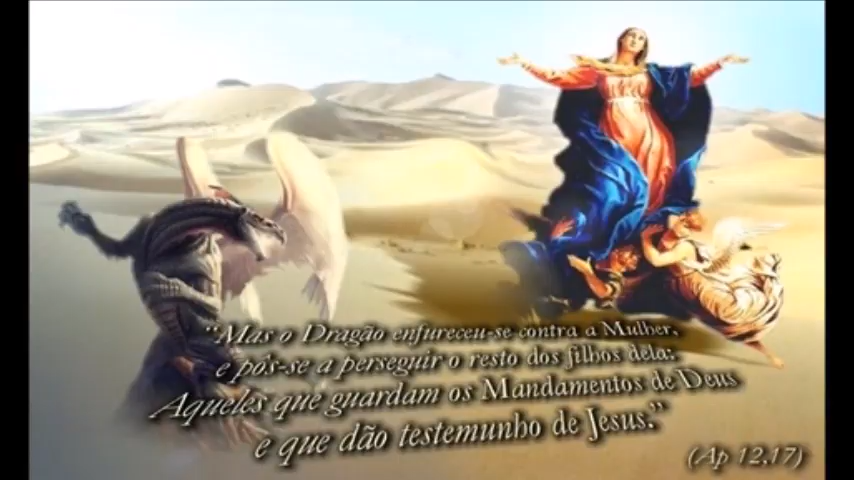 “Mas o Dragão enfureceu-se contra a Mulher,
e pôs-se a perseguir o resto dos filhos dela:
Aqueles que guardam os Mandamentos de Deus
e que dão testemunho de Jesus.”
(Ap 12,17)